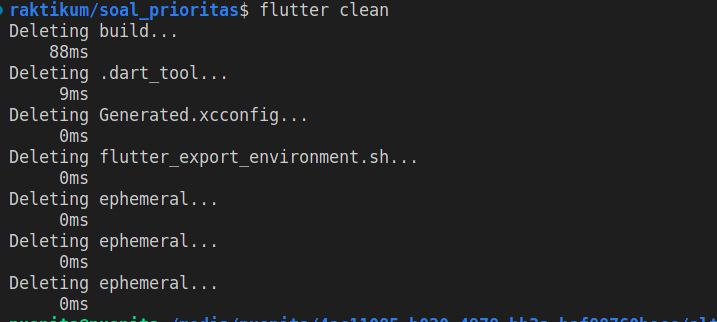 raktikum/soal_prioritas$ flutter clean
Deleting build...
88ms
Deleting .dart_tool...
9ms
Deleting Generated.xcconfig...
0ms
Deleting flutter_export_environment.sh...
0ms
Deleting ephemeral...
0ms
Deleting ephemeral...
0ms
Deleting ephemeral...
0ms